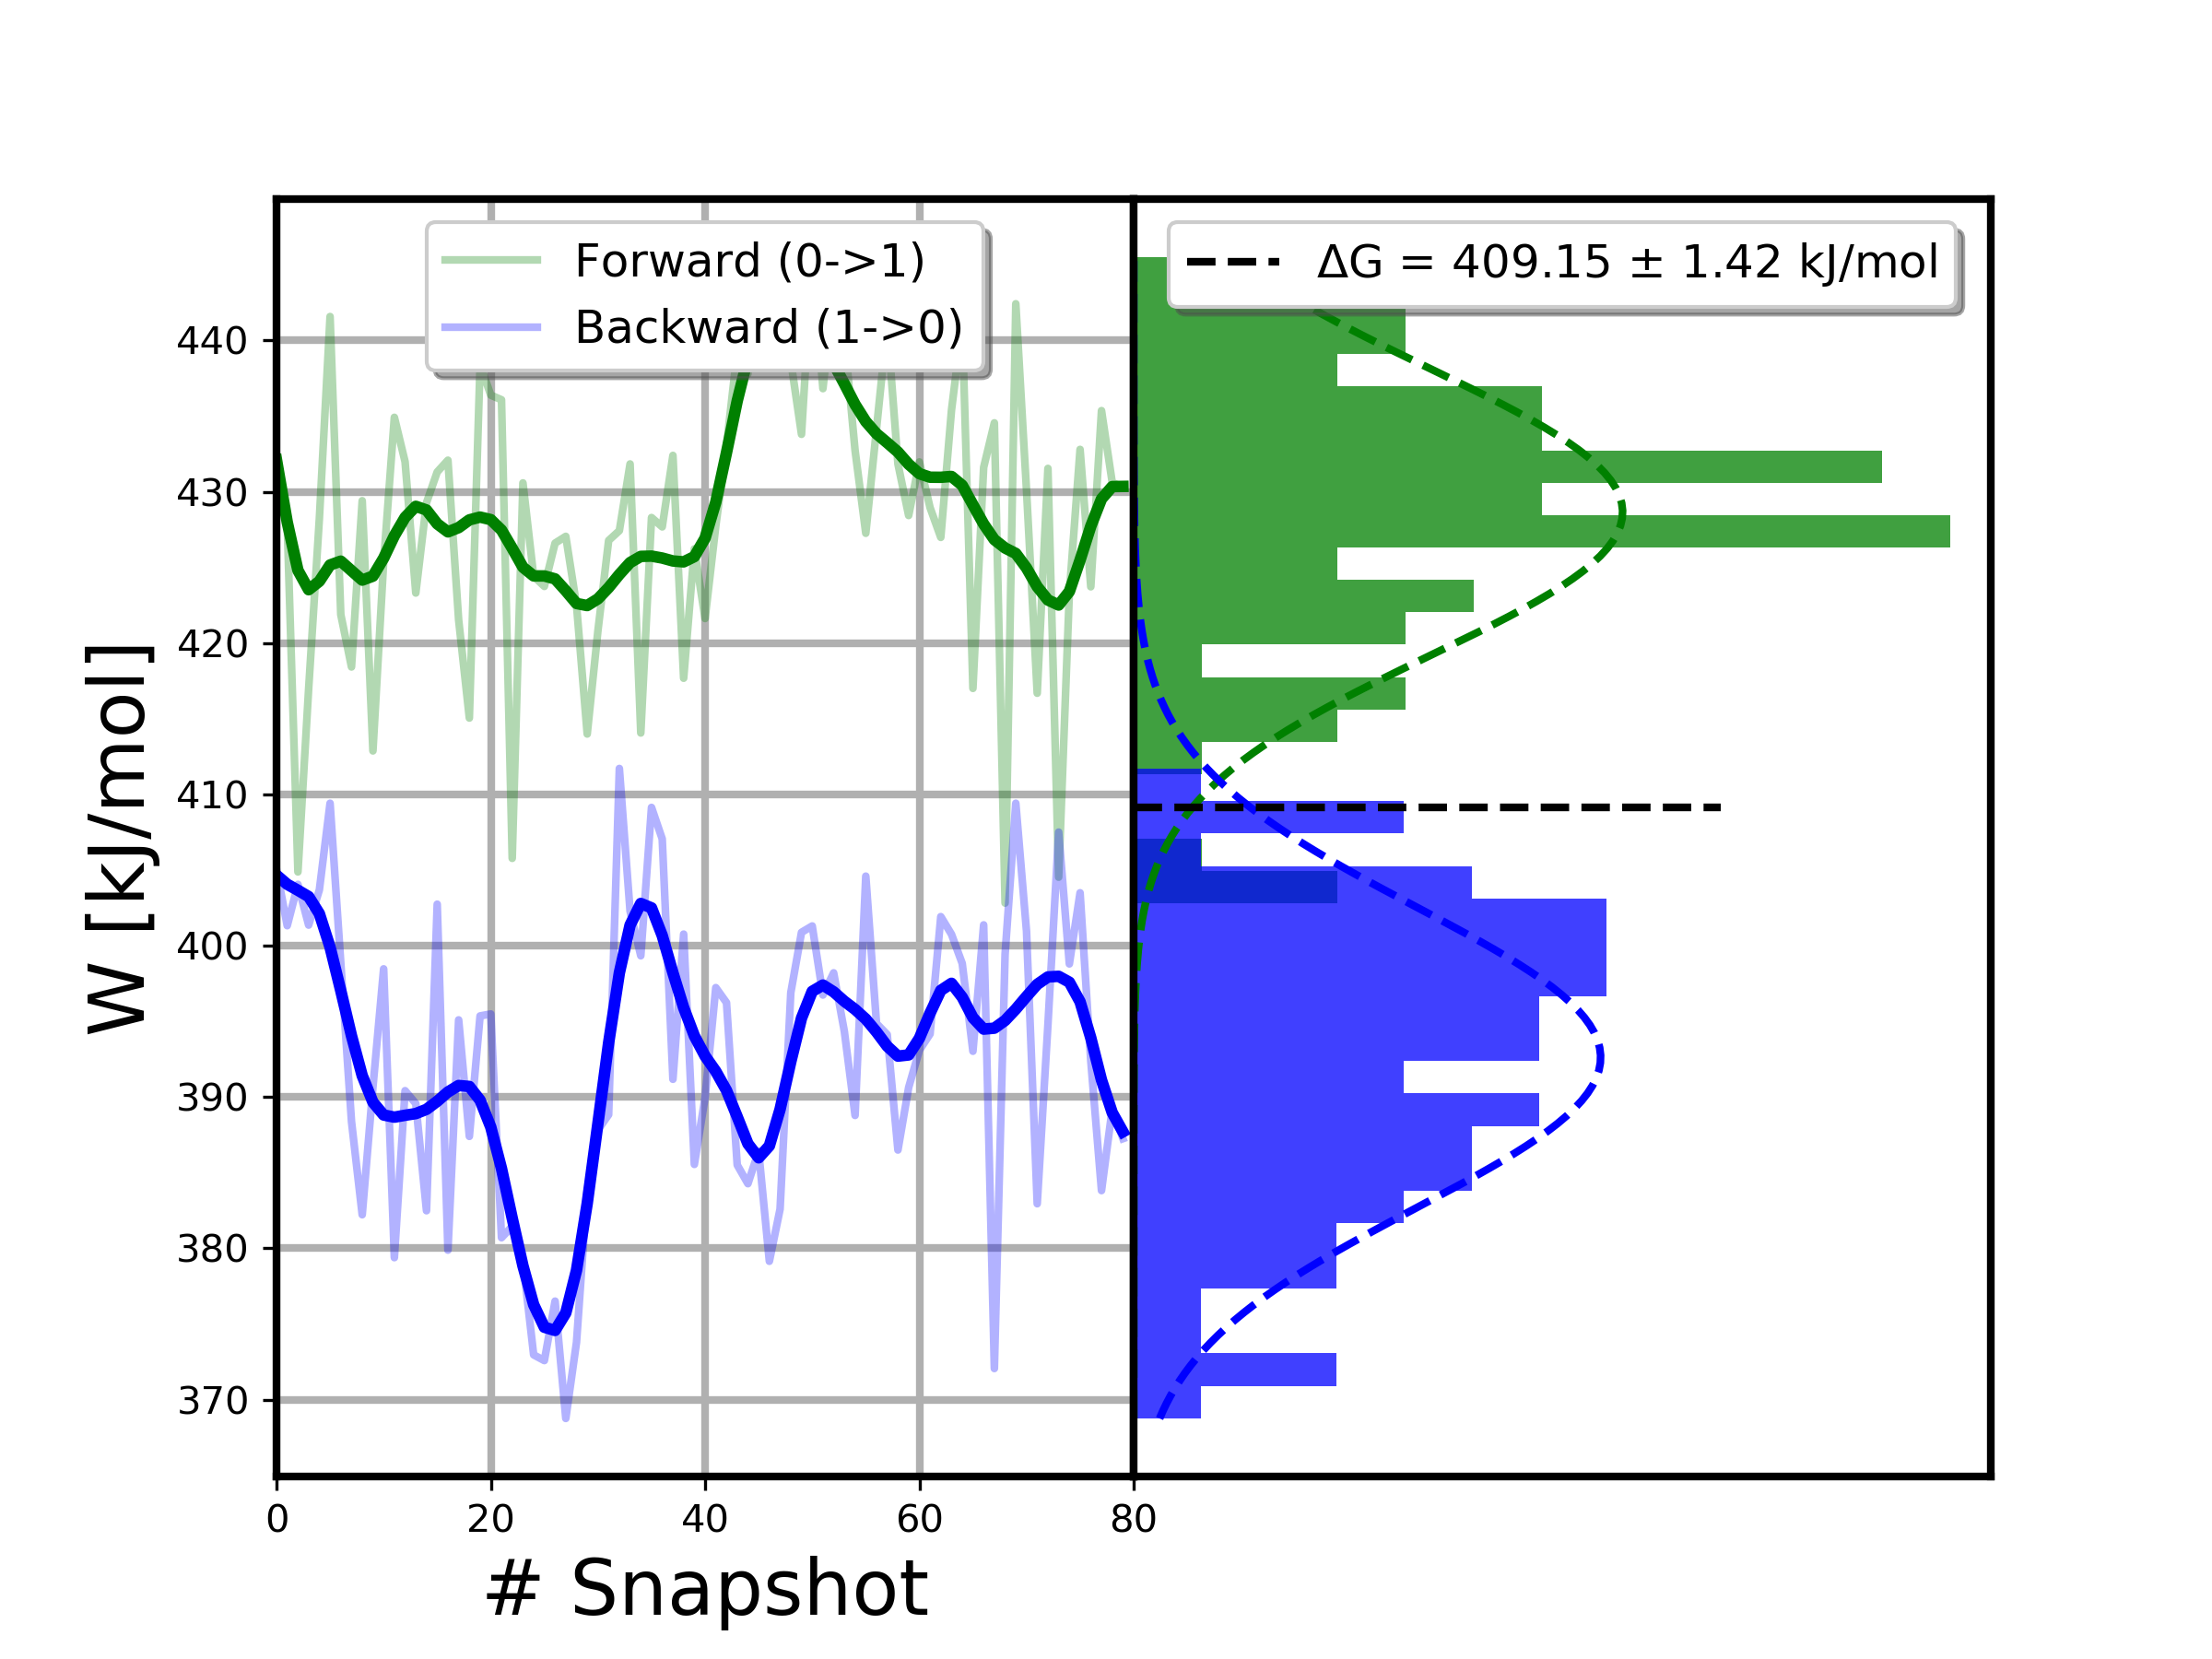 Forward (0->1)
Backward (1->0)
ΔG = 409.15 ± 1.42 kJ/mol
W [kJ/mol]
440
430
420
410
400
390
380
370
0 20 40 60 80
# Snapshot